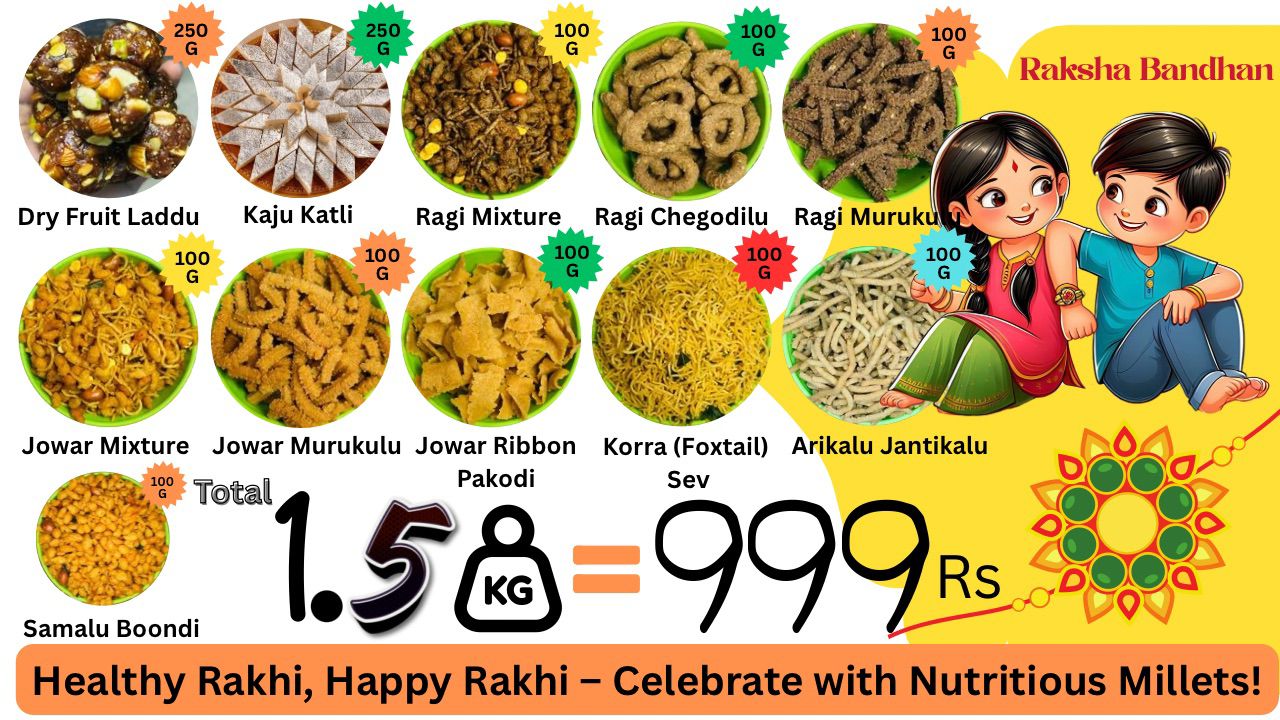 250
G
250
G
100
G
100
G
100
G
Raksha Bandhan
Dry Fruit Laddu
Kaju Katli
Ragi Mixture
Ragi Chegodilu
Ragi Murukulu
100
G
100
G
100
G
100
G
100
G
Jowar Mixture
Jowar Murukulu
Jowar Ribbon
Pakodi
Korra (Foxtail)
Sev
Arikalu Jantikalu
100
G
Total
1.5
KG
=
999
Rs
Samalu Boondi
Healthy Rakhi, Happy Rakhi – Celebrate with Nutritious Millets!